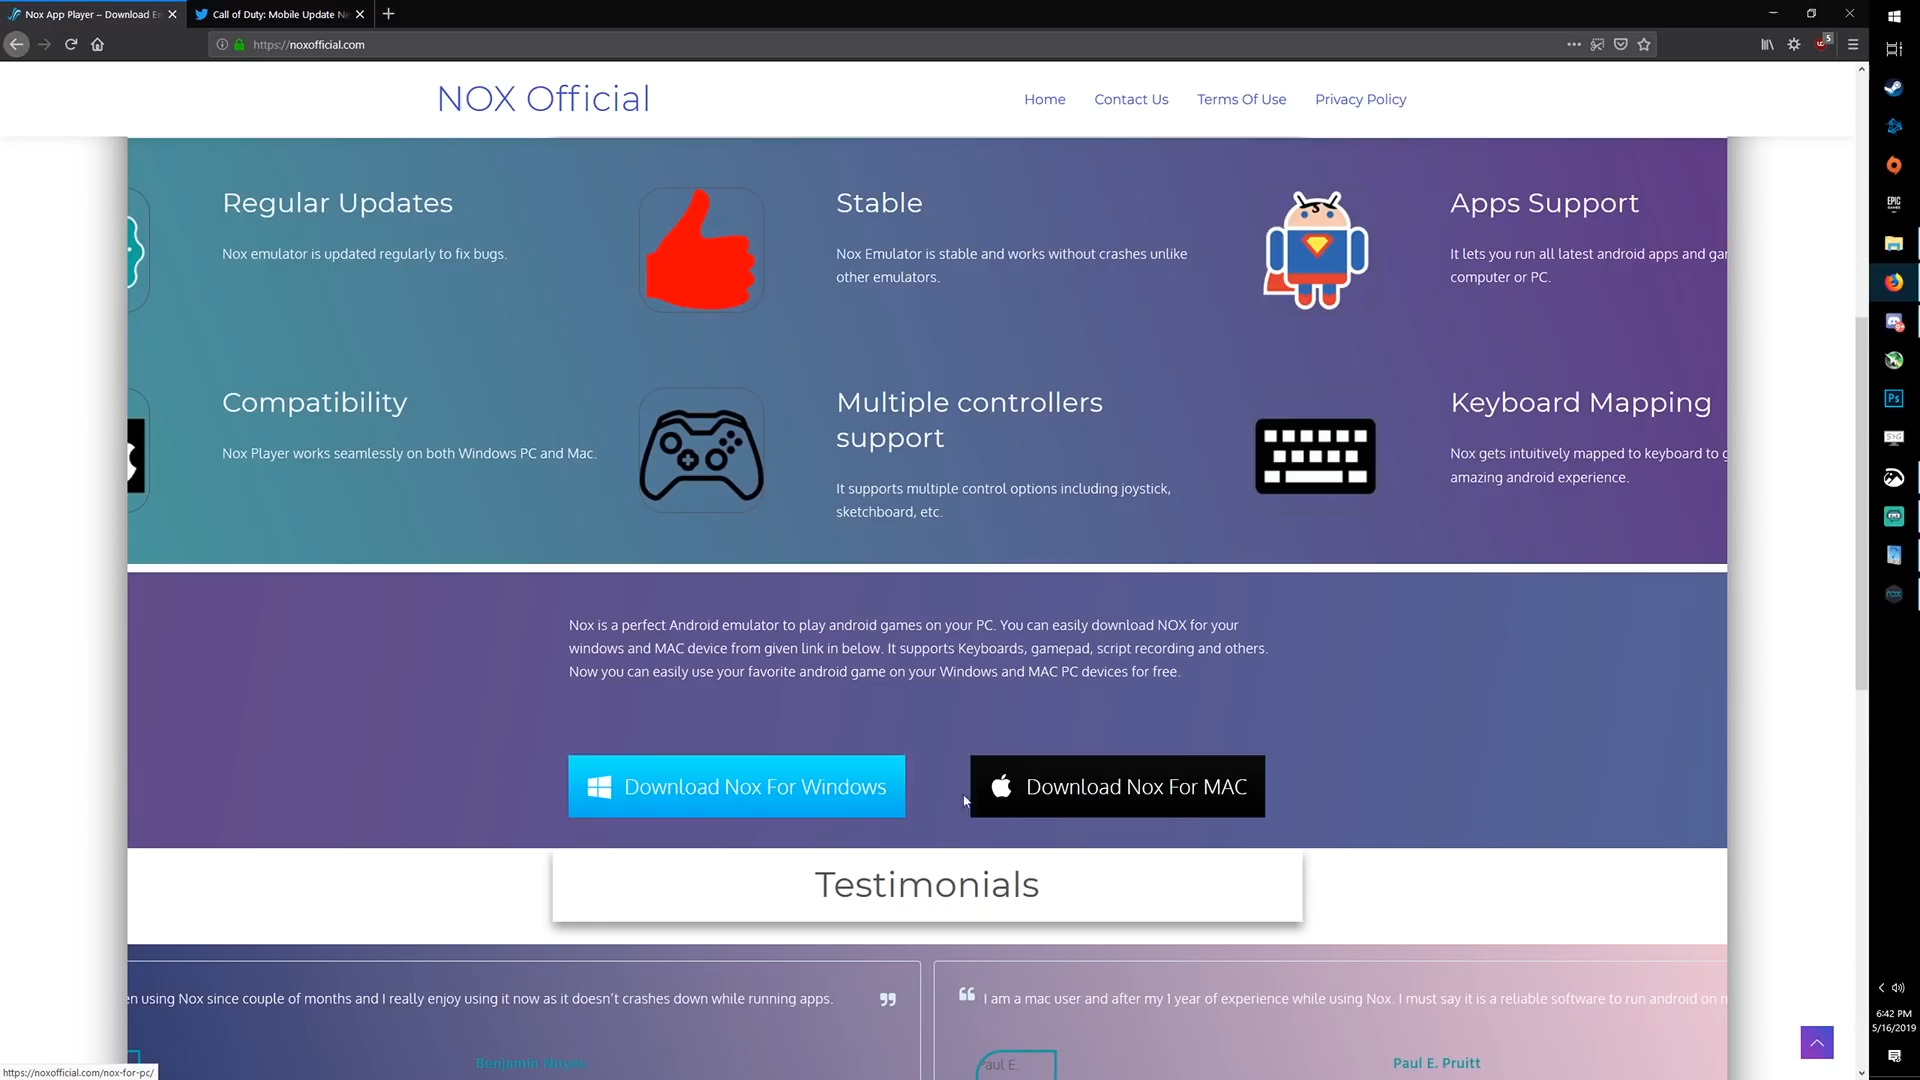 Nox App Player – Download
Call of Duty: Mobile Update
https://noxofficial.com
5
NOX Official
Home
Contact Us
Terms Of Use
Privacy Policy
Regular Updates
Nox emulator is updated regularly to fix bugs.
Stable
Nox Emulator is stable and works without crashes unlike
other emulators.
Apps Support
It lets you run all latest android apps and
computer or PC.
Compatibility
Nox Player works seamlessly on both Windows PC and Mac.
Multiple controllers
support
It supports multiple control options including joystick,
sketchboard, etc.
Keyboard Mapping
Nox gets intuitively mapped to keyboard to
amazing android experience.
Nox is a perfect Android emulator to play android games on your PC. You can easily download NOX for your
windows and MAC device from given link in below. It supports Keyboards, gamepad, script recording and others.
Now you can easily use your favorite android game on your Windows and MAC PC devices for free.
Download Nox For Windows
Download Nox For MAC
Testimonials
using Nox since couple of months and I really enjoy using it now as it doesn't crashes down while running apps.
I am a mac user and after my 1 year of experience while using Nox. I must say it is a reliable software to run android on
Paul E.
Paul E. Pruitt
Benjamin
https://noxofficial.com/nox-for-pc/
EPIC
GAMES
Ps
nox
6:42 PM
5/16/2019